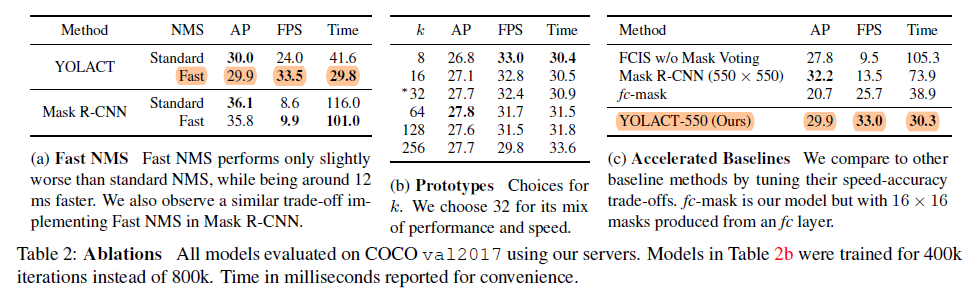 Method NMS AP FPS Time
YOLACT Standard 30.0 24.0 41.6
Fast 29.9 33.5 29.8
Mask R-CNN Standard 36.1 8.6 116.0
Fast 35.8 9.9 101.0
(a) Fast NMS Fast NMS performs only slightly
worse than standard NMS, while being around 12
ms faster. We also observe a similar trade-off im-
plementing Fast NMS in Mask R-CNN.
k AP FPS Time
8 26.8 33.0 30.4
16 27.1 32.8 30.5
*32 27.7 32.4 30.9
64 27.8 31.7 31.5
128 27.6 31.5 31.8
256 27.7 29.8 33.6
(b) Prototypes Choices for
k. We choose 32 for its mix
of performance and speed.
Method AP FPS Time
FCIS w/o Mask Voting 27.8 9.5 105.3
Mask R-CNN (550 × 550) 32.2 13.5 73.9
fc-mask 20.7 25.7 38.9
YOLACT-550 (Ours) 29.9 33.0 30.3
(c) Accelerated Baselines We compare to other
baseline methods by tuning their speed-accuracy
trade-offs. fc-mask is our model but with 16 × 16
masks produced from an fc layer.
Table 2: Ablations All models evaluated on COCO val2017 using our servers. Models in Table 2b were trained for 400k
iterations instead of 800k. Time in milliseconds reported for convenience.